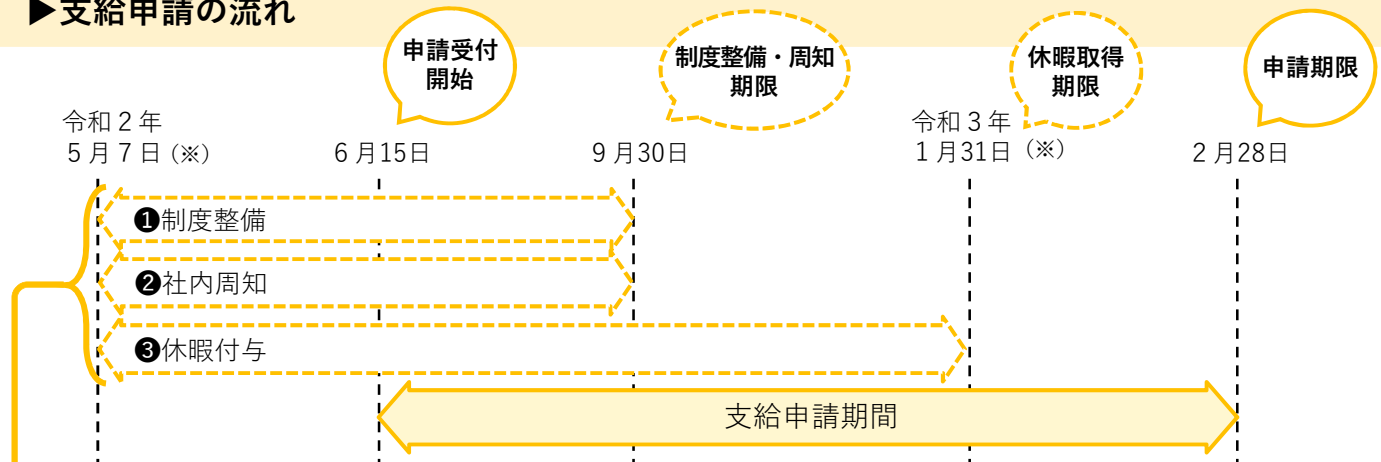 ▶支給申請の流れ
申請受付
開始
制度整備・周知
期限
休暇取得
期限
申請期限
令和２年
５月７日（※）
６月15日
９月30日
令和３年
１月31日（※）
２月28日
❶制度整備
❷社内周知
❸休暇付与
支給申請期間